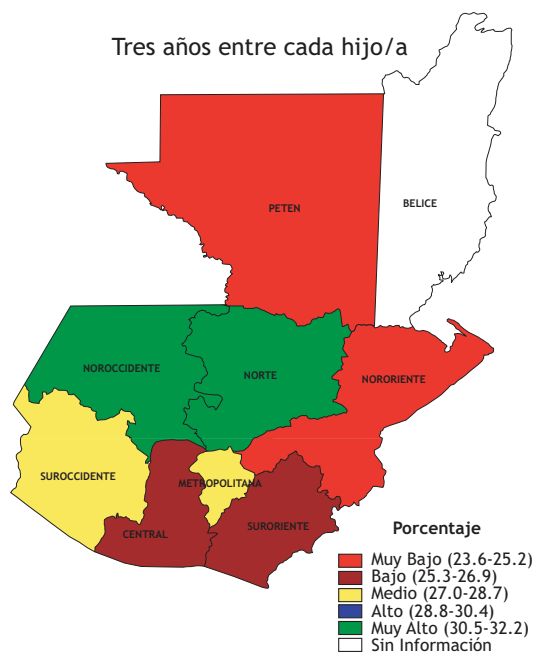 Tres años entre cada hijo/a
PETEN
BELICE
NOROCCIDENTE
NORTE
NORORIENTE
SUROCCIDENTE
METROPOLITANA
CENTRAL
SURORIENTE
Porcentaje
Muy Bajo (23.6-25.2)
Bajo (25.3-26.9)
Medio (27.0-28.7)
Alto (28.8-30.4)
Muy Alto (30.5-32.2)
Sin Información